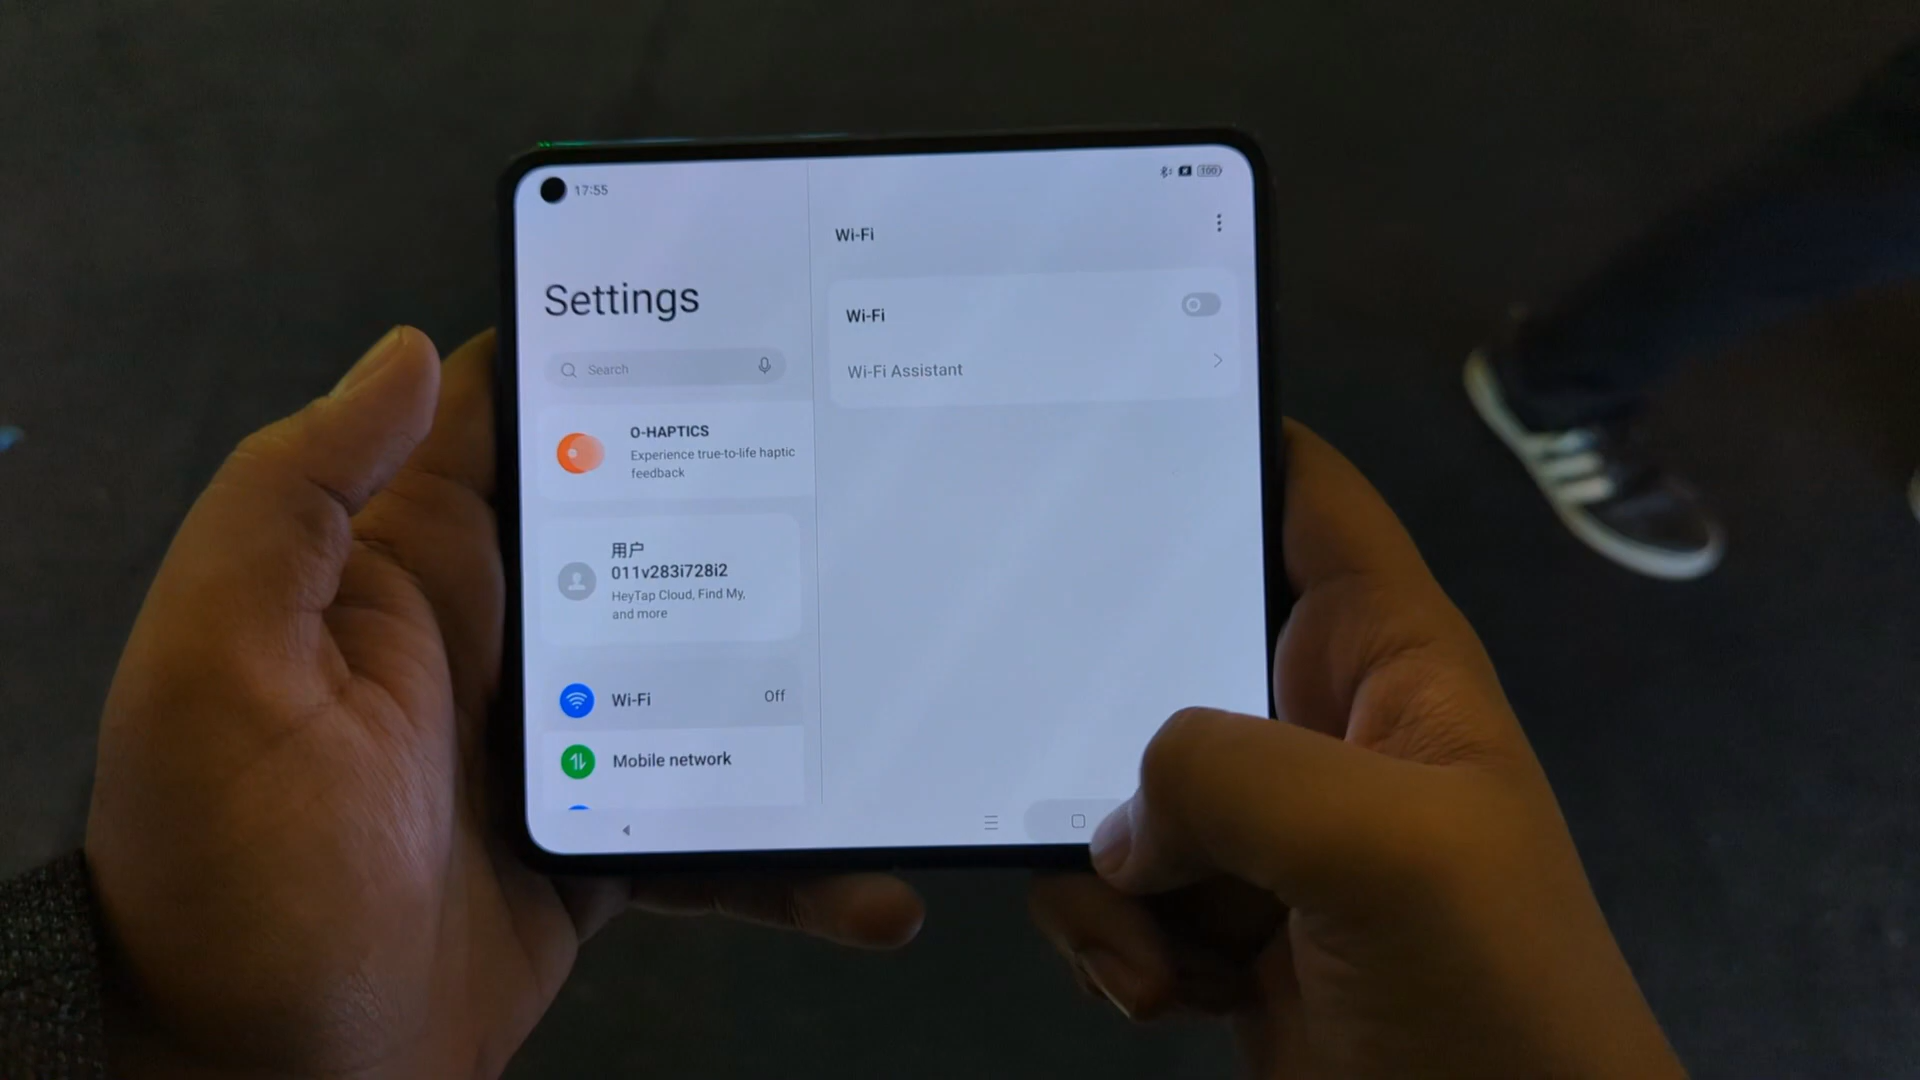 17:55
100
Settings
Search
O-HAPTICS
Experience true-to-life haptic
feedback
用户
011v283i728i2
HeyTap Cloud, Find My,
and more
Wi-Fi
Off
Mobile network
Wi-Fi
Wi-Fi
Wi-Fi Assistant